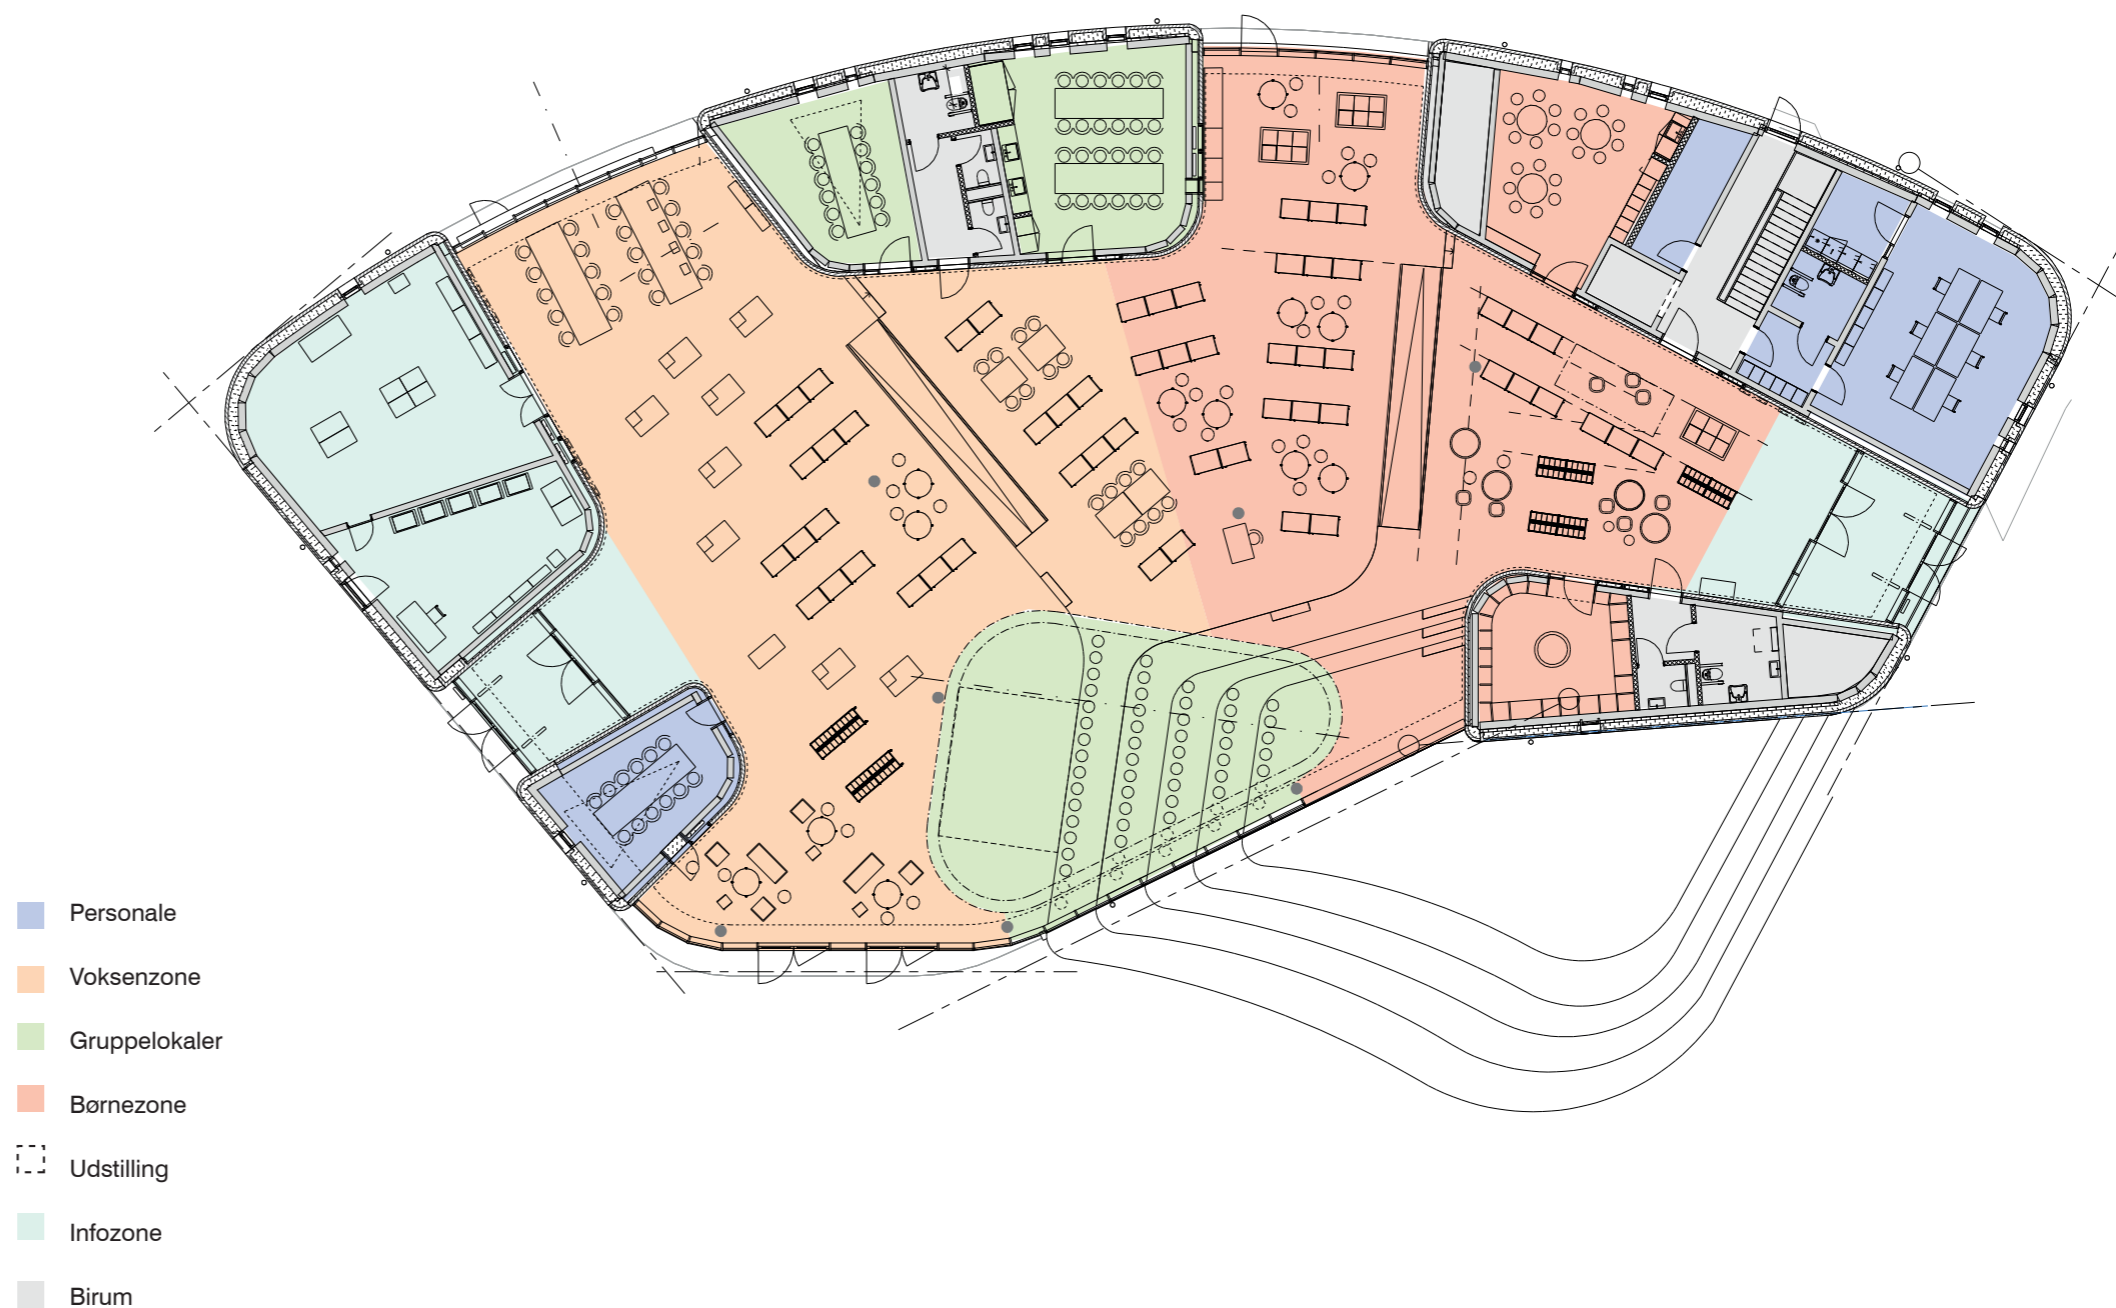 Personale
Voksenzone
Gruppelokaler
Børnezone
Udstilling
Infozone
Birum